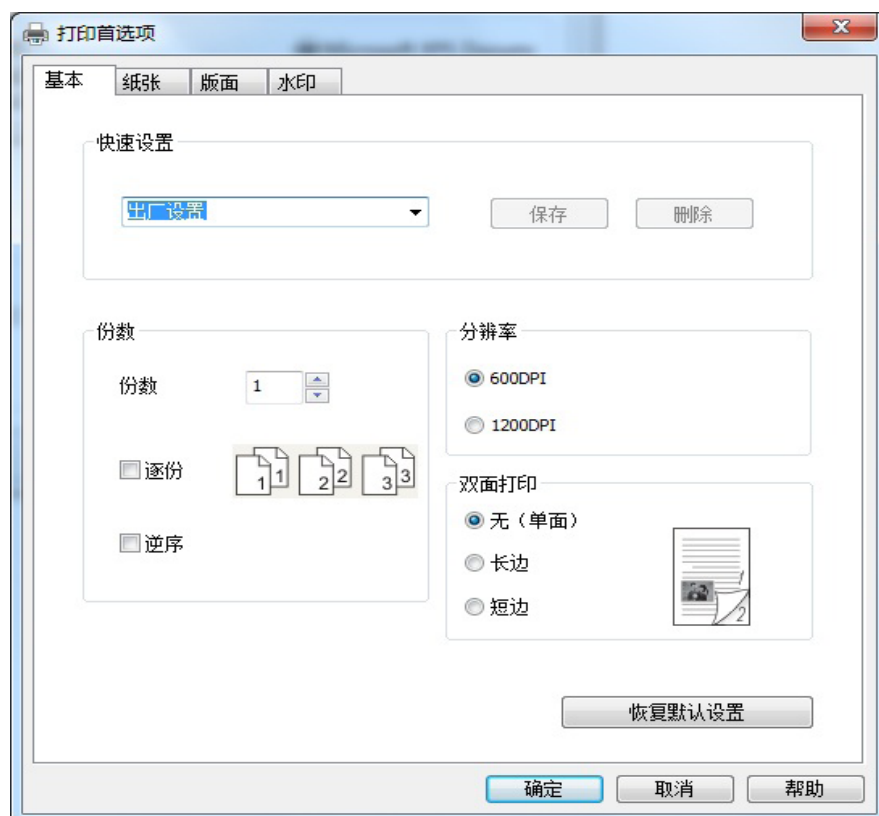 打印首选项
基本 纸张 版面 水印
快速设置
出厂设置 保存 删除
份数
份数 1
逐份 1 1 2 2 3 3
逆序
分辨率
600DPI
1200DPI
双面打印
无（单面）
长边
短边
1
2
恢复默认设置
确定 取消 帮助